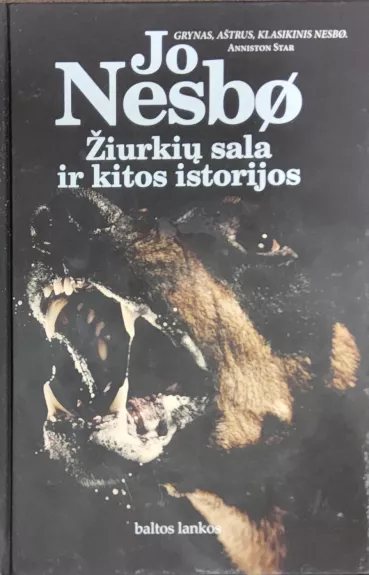 GRYNAS, AŠTRUS, KLASIKINIS NESBØ.
ANNISTON STAR
Jo
Nesbø
Žiurkių sala
ir kitos istorijos
baltos lankos